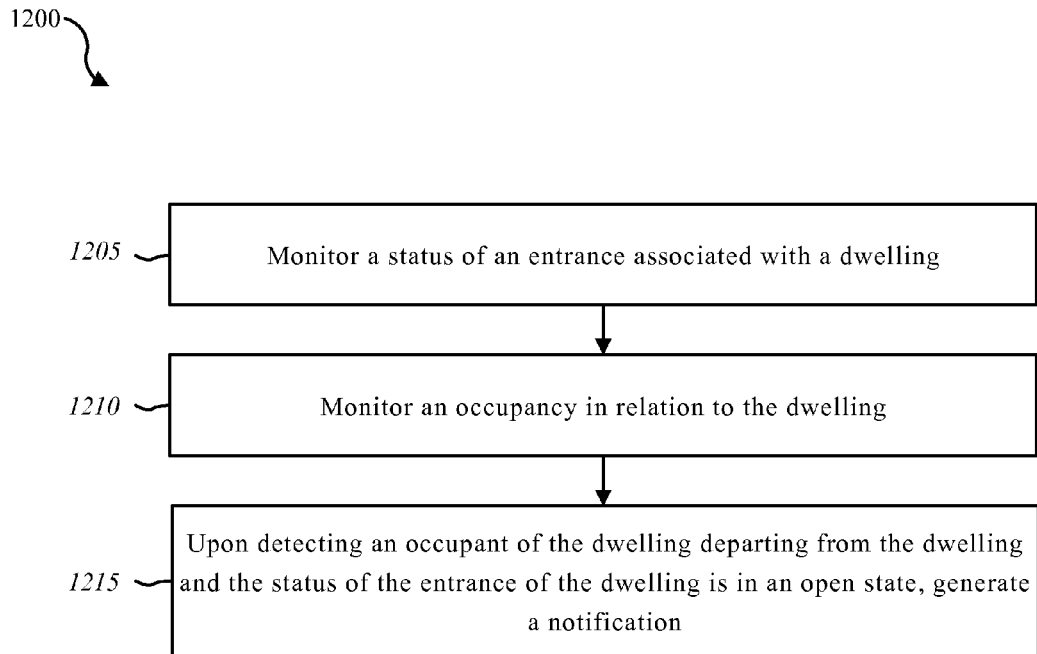 1200
1205
Monitor a status of an entrance associated with a dwelling
1210
Monitor an occupancy in relation to the dwelling
1215
Upon detecting an occupant of the dwelling departing from the dwelling
and the status of the entrance of the dwelling is in an open state, generate
a notification